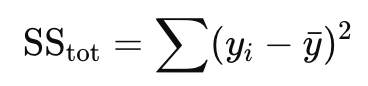 SS_tot = ∑(y_i − ȳ)²